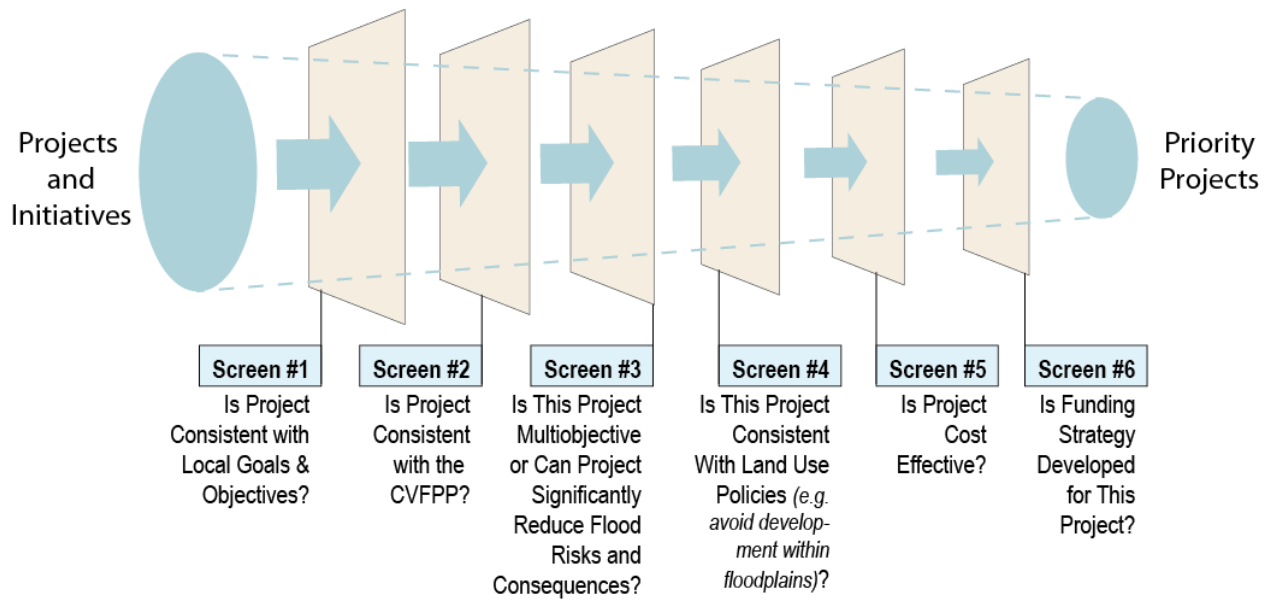 Projects
and
Initiatives
Priority
Projects
Screen #1
Is Project
Consistent with
Local Goals &
Objectives?
Screen #2
Is Project
Consistent
with the
CVFPP?
Screen #3
Is This Project
Multiobjective
or Can Project
Significantly
Reduce Flood
Risks and
Consequences?
Screen #4
Is This Project
Consistent
With Land Use
Policies (e.g.
avoid develop-
ment within
floodplains)?
Screen #5
Is Project
Cost
Effective?
Screen #6
Is Funding
Strategy
Developed
for This
Project?